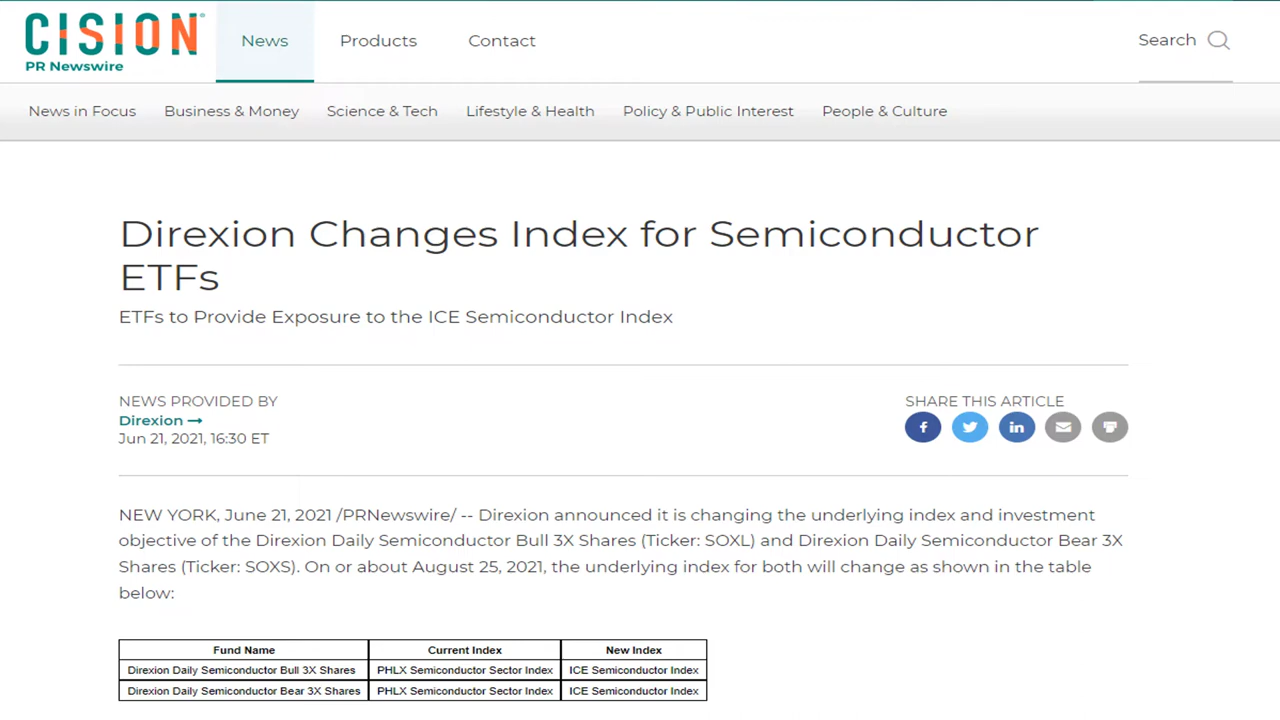 CISION®
PR Newswire
News
Products
Contact
Search
News in Focus
Business & Money
Science & Tech
Lifestyle & Health
Policy & Public Interest
People & Culture
Direxion Changes Index for Semiconductor
ETFs
ETFs to Provide Exposure to the ICE Semiconductor Index
NEWS PROVIDED BY
Direxion →
Jun 21, 2021, 16:30 ET
SHARE THIS ARTICLE
NEW YORK, June 21, 2021 /PRNewswire/ -- Direxion announced it is changing the underlying index and investment
objective of the Direxion Daily Semiconductor Bull 3X Shares (Ticker: SOXL) and Direxion Daily Semiconductor Bear 3X
Shares (Ticker: SOXS). On or about August 25, 2021, the underlying index for both will change as shown in the table
below:
Fund Name Current Index New Index
Direxion Daily Semiconductor Bull 3X Shares PHLX Semiconductor Sector Index ICE Semiconductor Index
Direxion Daily Semiconductor Bear 3X Shares PHLX Semiconductor Sector Index ICE Semiconductor Index